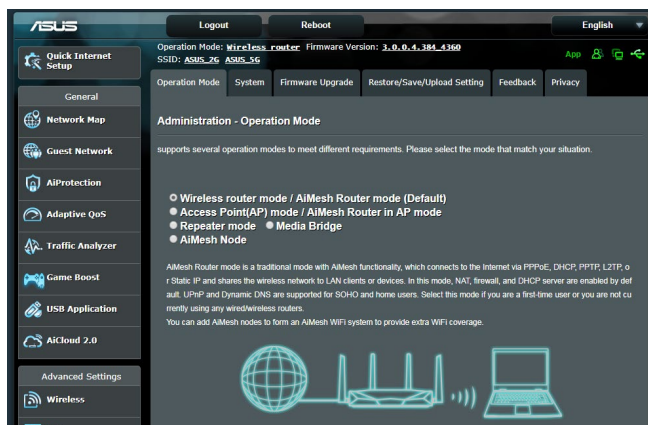 ASUS
Logout
Reboot
English
Operation Mode: Wireless router Firmware Version: 3.0.0.4.384_4360
SSID: ASUS_2G ASUS_5G
App
Quick Internet
Setup
General
Network Map
Guest Network
AiProtection
Adaptive QoS
Traffic Analyzer
Game Boost
USB Application
AiCloud 2.0
Advanced Settings
Wireless
Operation Mode System Firmware Upgrade Restore/Save/Upload Setting Feedback Privacy
Administration - Operation Mode
supports several operation modes to meet different requirements. Please select the mode that match your situation.
Wireless router mode / AiMesh Router mode (Default)
Access Point(AP) mode / AiMesh Router in AP mode
Repeater mode Media Bridge
AiMesh Node
AiMesh Router mode is a traditional mode with AiMesh functionality, which connects to the Internet via PPPoE, DHCP, PPTP, L2TP, o
r Static IP and shares the wireless network to LAN clients or devices. In this mode, NAT, firewall, and DHCP server are enabled by def
ault. UPnP and Dynamic DNS are supported for SOHO and home users. Select this mode if you are a first-time user or you are not cu
rrently using any wired/wireless routers.
You can add AiMesh nodes to form an AiMesh WiFi system to provide extra WiFi coverage.